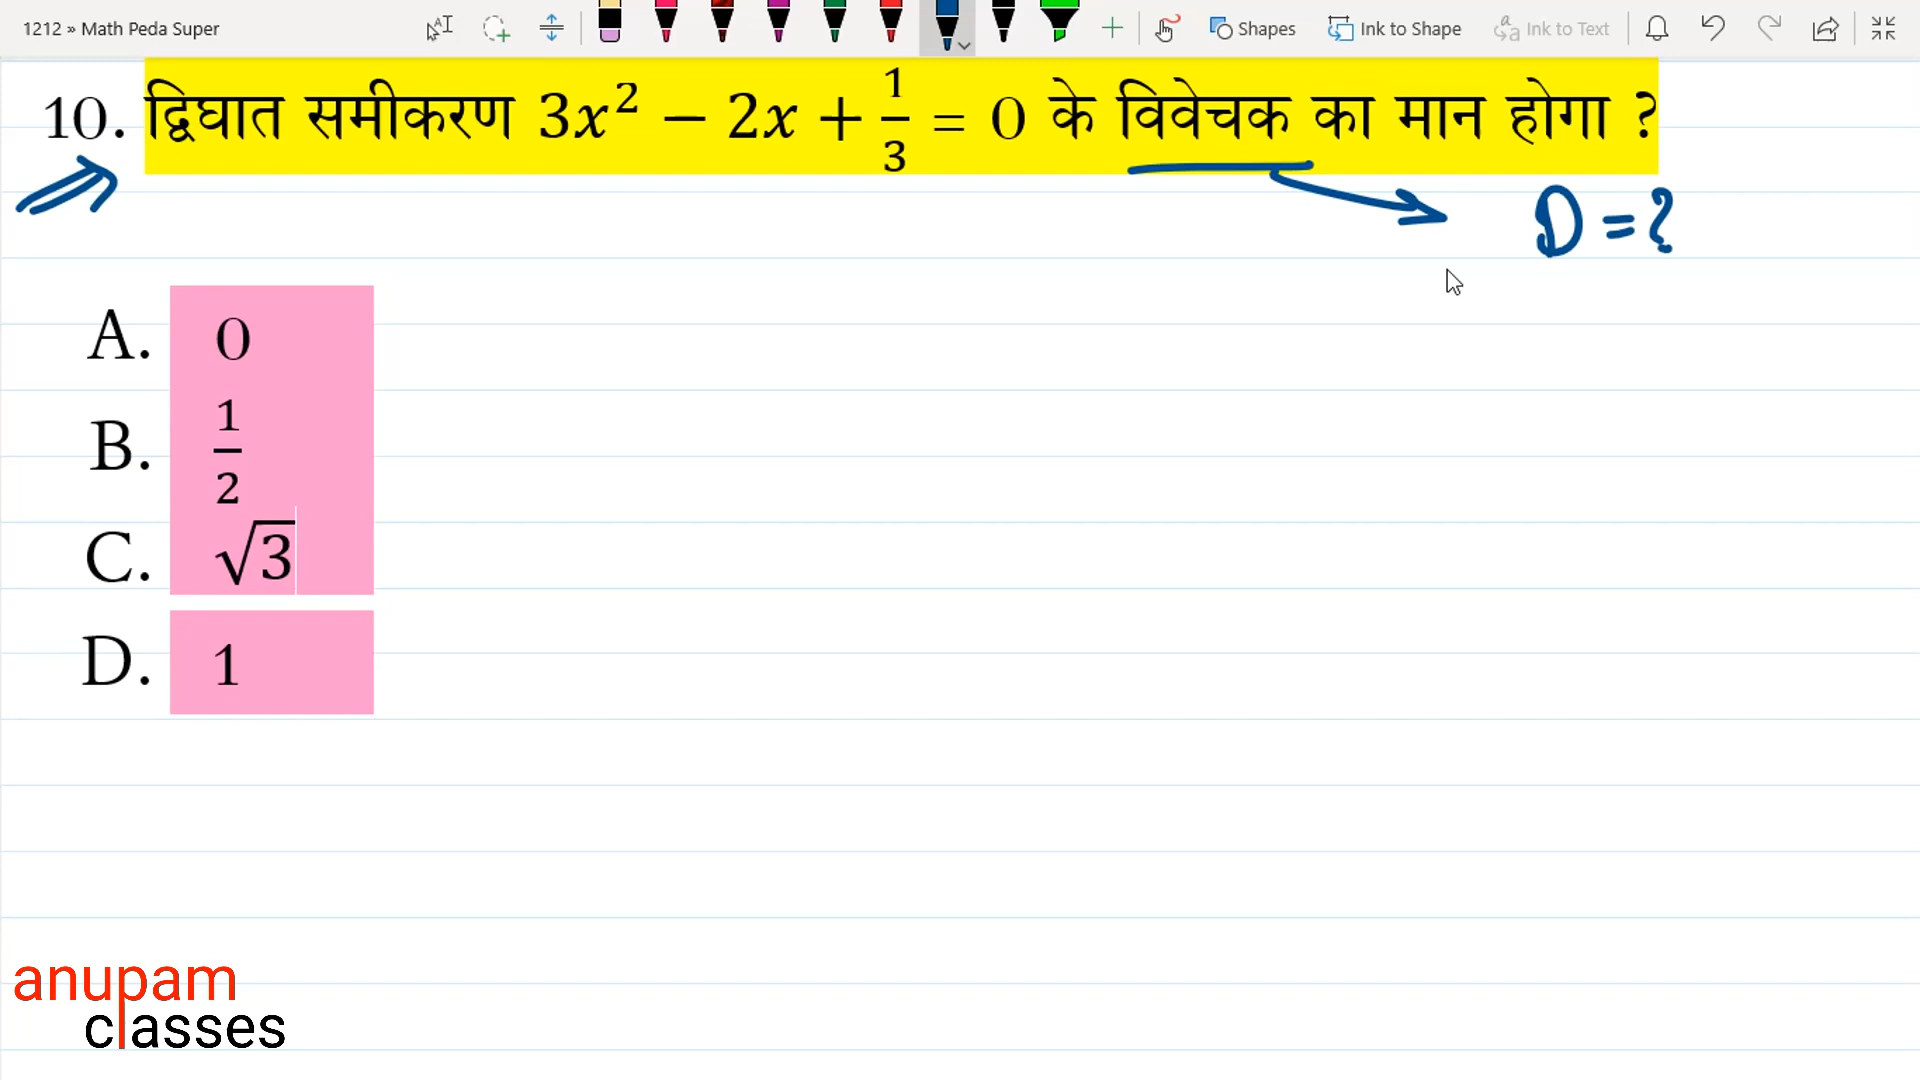 1212 » Math Peda Super
Shapes
Ink to Shape
Ink to Text
10. द्विघात समीकरण 3x² − 2x + 1/3 = 0 के विवेचक का मान होगा ?
D = ?
A. 0
B. 1/2
C. √3
D. 1
anupam
classes